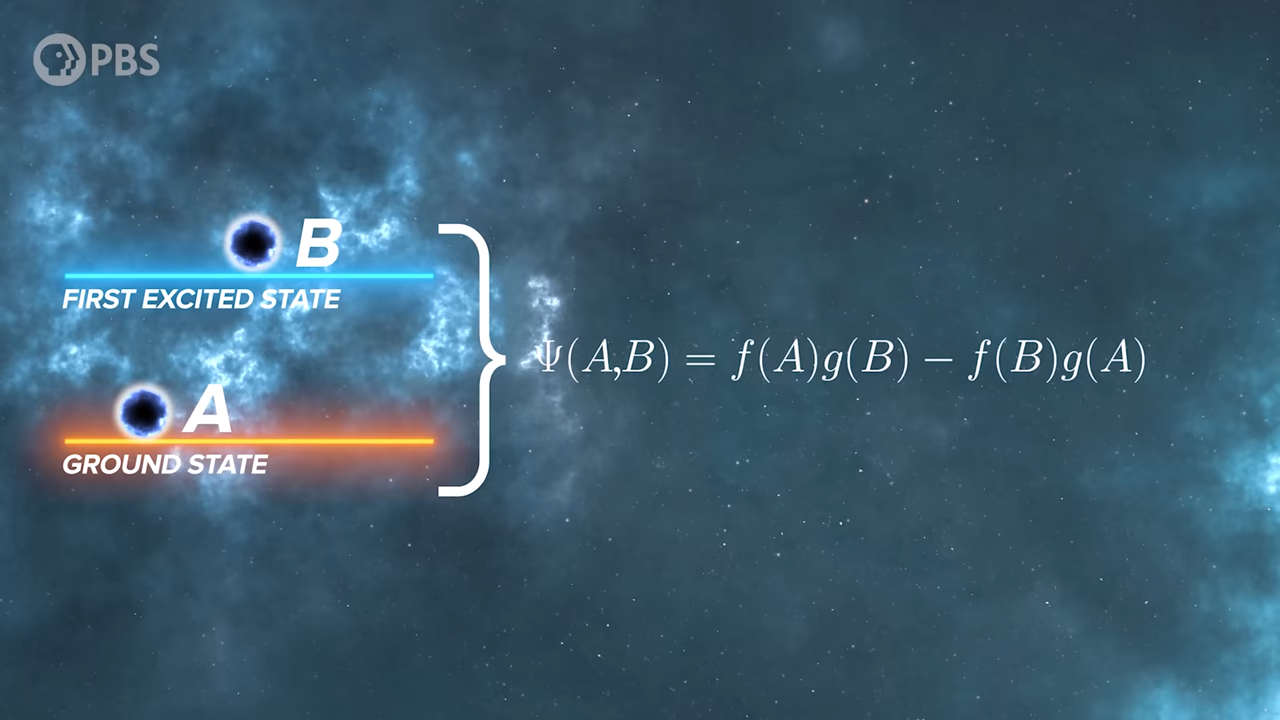 PBS
B
FIRST EXCITED STATE
A
GROUND STATE
Ψ(A,B) = f(A)g(B) − f(B)g(A)